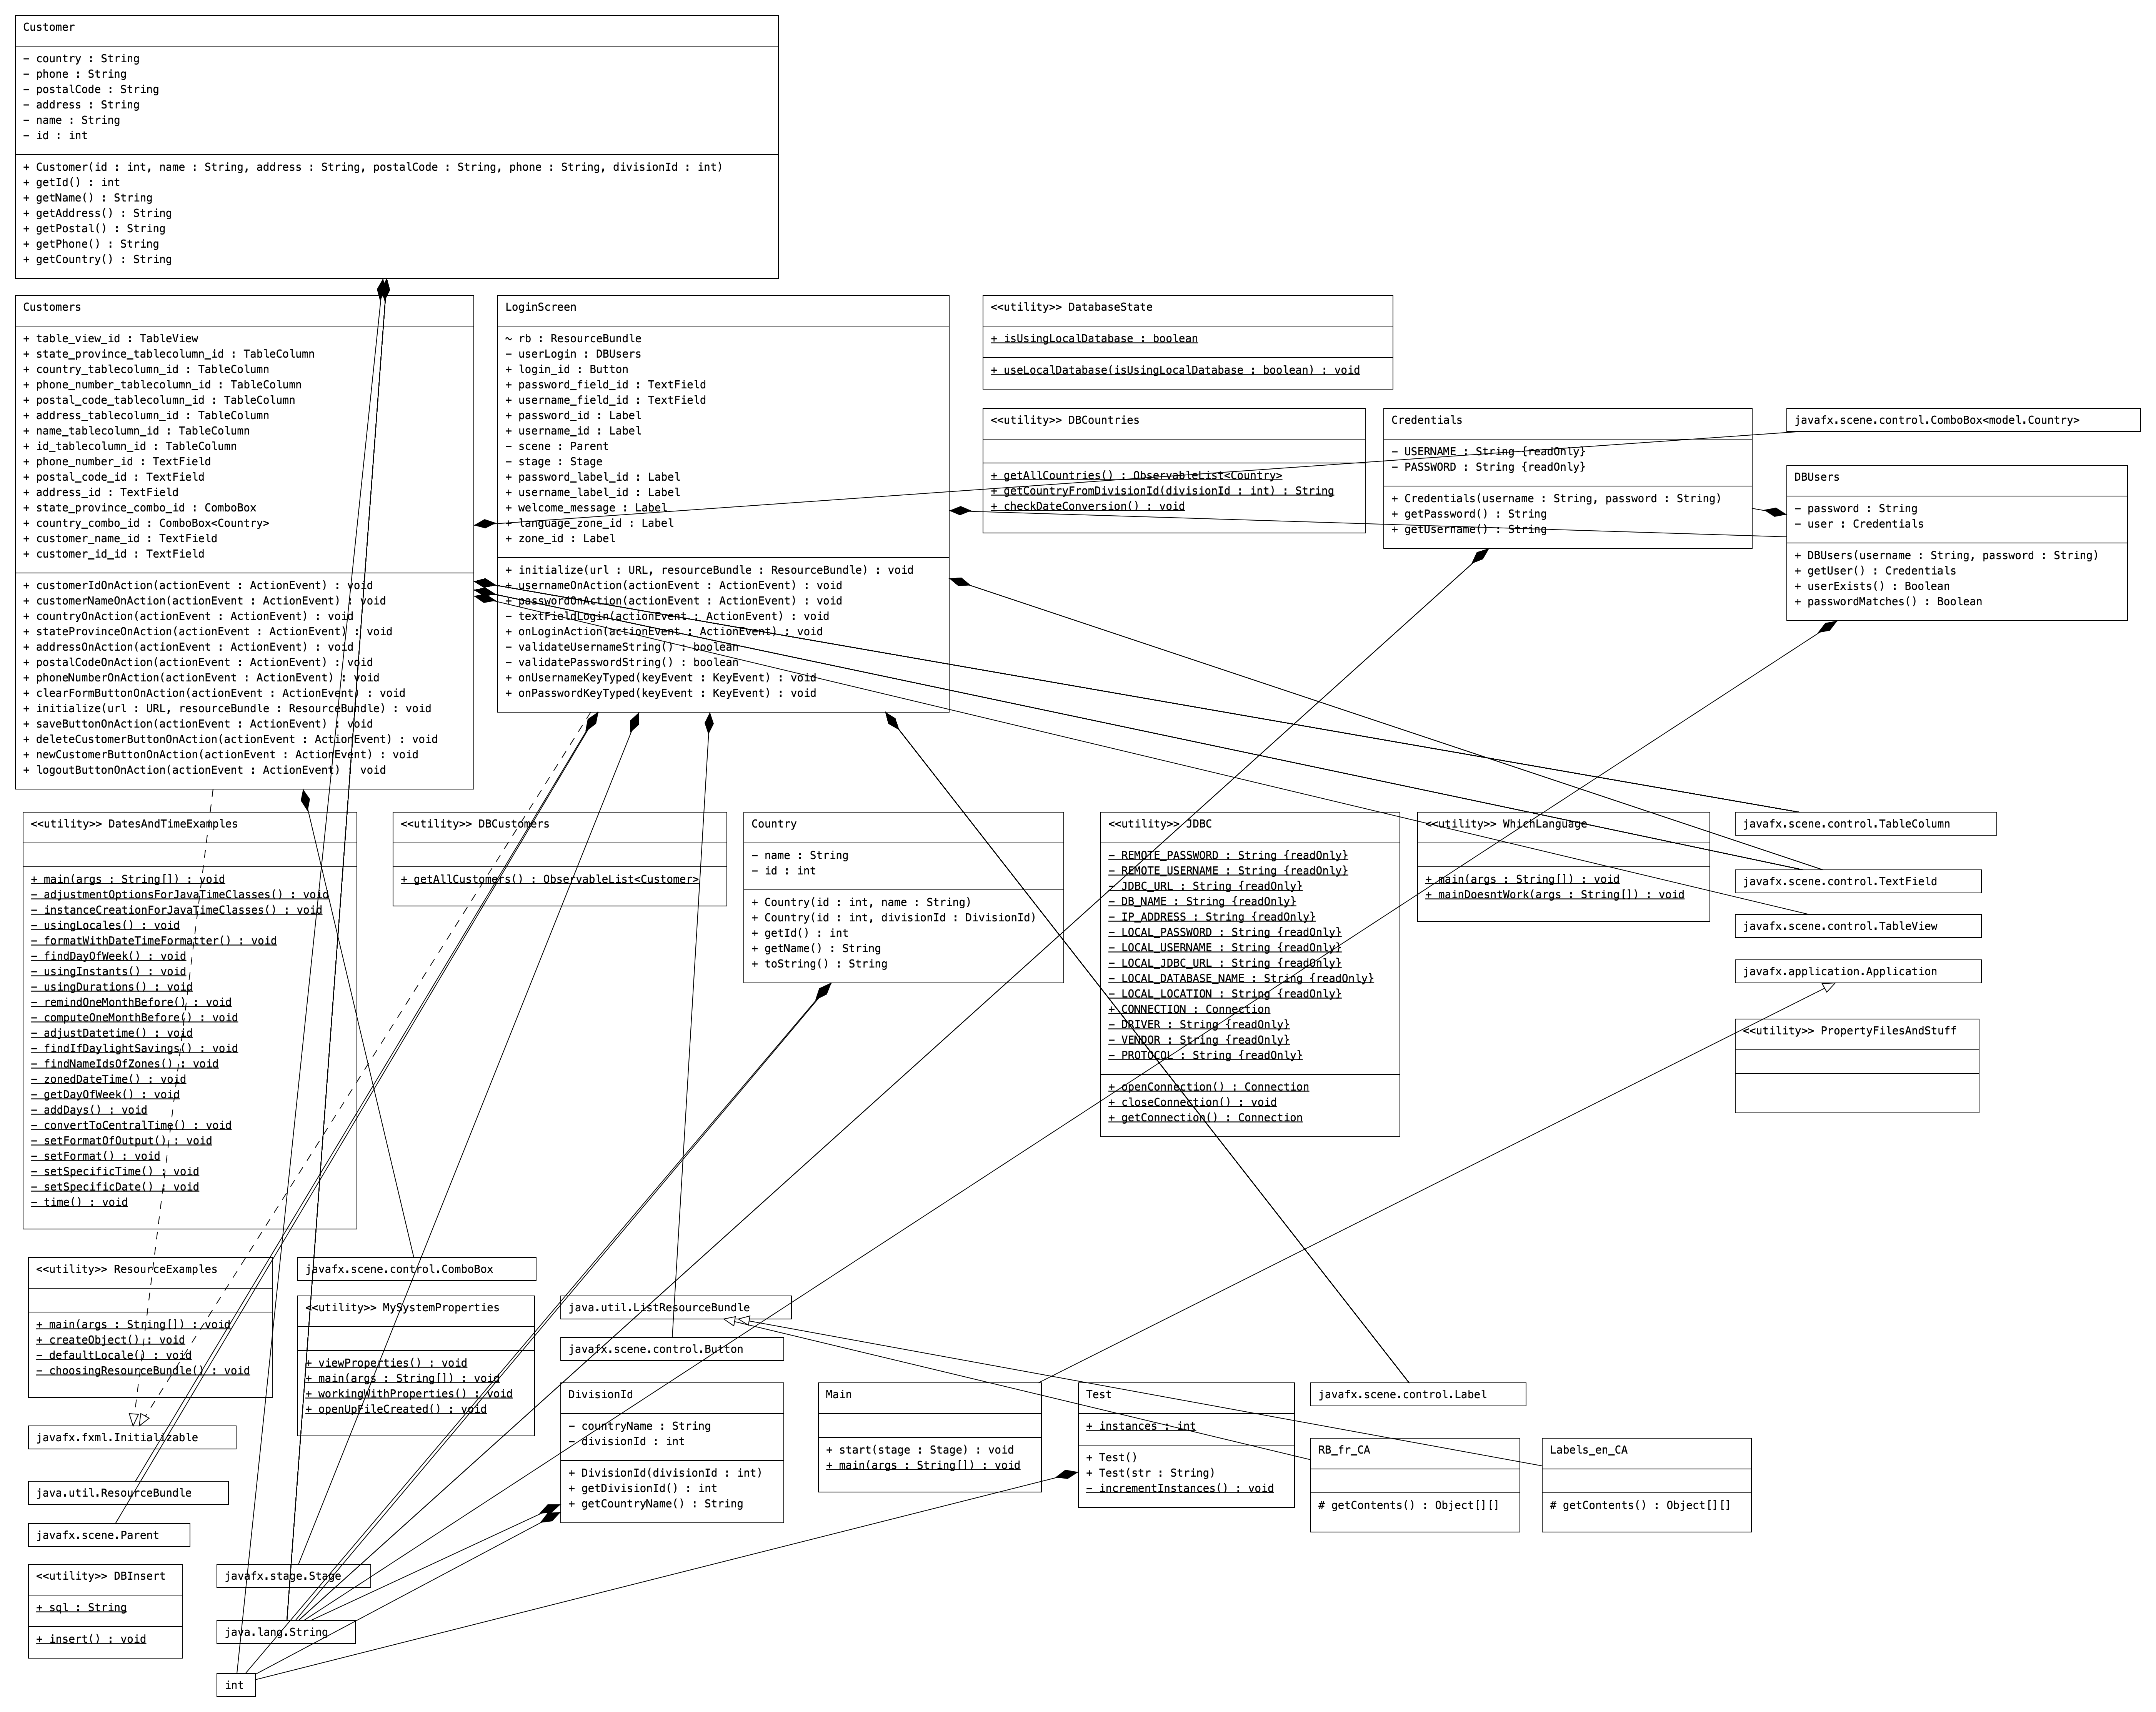 Customer
− country : String
− phone : String
− postalCode : String
− address : String
− name : String
− id : int
+ Customer(id : int, name : String, address : String, postalCode : String, phone : String, divisionId : int)
+ getId() : int
+ getName() : String
+ getAddress() : String
+ getPostal() : String
+ getPhone() : String
+ getCountry() : String
Customers
+ table_view_id : TableView
+ state_province_tablecolumn_id : TableColumn
+ country_tablecolumn_id : TableColumn
+ phone_number_tablecolumn_id : TableColumn
+ postal_code_tablecolumn_id : TableColumn
+ address_tablecolumn_id : TableColumn
+ name_tablecolumn_id : TableColumn
+ id_tablecolumn_id : TableColumn
+ phone_number_id : TextField
+ postal_code_id : TextField
+ address_id : TextField
+ state_province_combo_id : ComboBox
+ country_combo_id : ComboBox<Country>
+ customer_name_id : TextField
+ customer_id_id : TextField
+ customerIdOnAction(actionEvent : ActionEvent) : void
+ customerNameOnAction(actionEvent : ActionEvent) : void
+ countryOnAction(actionEvent : ActionEvent) : void
+ stateProvinceOnAction(actionEvent : ActionEvent) : void
+ addressOnAction(actionEvent : ActionEvent) : void
+ postalCodeOnAction(actionEvent : ActionEvent) : void
+ phoneNumberOnAction(actionEvent : ActionEvent) : void
+ clearFormButtonOnAction(actionEvent : ActionEvent) : void
+ initialize(url : URL, resourceBundle : ResourceBundle) : void
+ saveButtonOnAction(actionEvent : ActionEvent) : void
+ deleteCustomerButtonOnAction(actionEvent : ActionEvent) : void
+ newCustomerButtonOnAction(actionEvent : ActionEvent) : void
+ logoutButtonOnAction(actionEvent : ActionEvent) : void
LoginScreen
~ rb : ResourceBundle
− userLogin : DBUsers
+ login_id : Button
+ password_field_id : TextField
+ username_field_id : TextField
+ password_id : Label
+ username_id : Label
− scene : Parent
− stage : Stage
+ password_label_id : Label
+ username_label_id : Label
+ welcome_message : Label
+ language_zone_id : Label
+ zone_id : Label
+ initialize(url : URL, resourceBundle : ResourceBundle) : void
+ usernameOnAction(actionEvent : ActionEvent) : void
+ passwordOnAction(actionEvent : ActionEvent) : void
− textFieldLogin(actionEvent : ActionEvent) : void
+ onLoginAction(actionEvent : ActionEvent) : void
− validateUsernameString() : boolean
− validatePasswordString() : boolean
+ onUsernameKeyTyped(keyEvent : KeyEvent) : void
+ onPasswordKeyTyped(keyEvent : KeyEvent) : void
<<utility>> DatabaseState
+ isUsingLocalDatabase : boolean
+ useLocalDatabase(isUsingLocalDatabase : boolean) : void
<<utility>> DBCountries
+ getAllCountries() : ObservableList<Country>
+ getCountryFromDivisionId(divisionId : int) : String
+ checkDateConversion() : void
Credentials
− USERNAME : String {readOnly}
− PASSWORD : String {readOnly}
+ Credentials(username : String, password : String)
+ getPassword() : String
+ getUsername() : String
javafx.scene.control.ComboBox<model.Country>
DBUsers
− password : String
− user : Credentials
+ DBUsers(username : String, password : String)
+ getUser() : Credentials
+ userExists() : Boolean
+ passwordMatches() : Boolean
<<utility>> DatesAndTimeExamples
+ main(args : String[]) : void
− adjustmentOptionsForJavaTimeClasses() : void
− instanceCreationForJavaTimeClasses() : void
− usingLocales() : void
− formatWithDateTimeFormatter() : void
− findDayOfWeek() : void
− usingInstants() : void
− usingDurations() : void
− remindOneMonthBefore() : void
− computeOneMonthBefore() : void
− adjustDatetime() : void
− findIfDaylightSavings() : void
− findNameIdsOfZones() : void
− zonedDateTime() : void
− getDayOfWeek() : void
− addDays() : void
− convertToCentralTime() : void
− setFormatOfOutput() : void
− setFormat() : void
− setSpecificTime() : void
− setSpecificDate() : void
− time() : void
<<utility>> DBCustomers
+ getAllCustomers() : ObservableList<Customer>
Country
− name : String
− id : int
+ Country(id : int, name : String)
+ Country(id : int, divisionId : DivisionId)
+ getId() : int
+ getName() : String
+ toString() : String
<<utility>> JDBC
− REMOTE_PASSWORD : String {readOnly}
− REMOTE_USERNAME : String {readOnly}
− JDBC_URL : String {readOnly}
− DB_NAME : String {readOnly}
− IP_ADDRESS : String {readOnly}
− LOCAL_PASSWORD : String {readOnly}
− LOCAL_USERNAME : String {readOnly}
− LOCAL_JDBC_URL : String {readOnly}
− LOCAL_DATABASE_NAME : String {readOnly}
− LOCAL_LOCATION : String {readOnly}
+ CONNECTION : Connection
− DRIVER : String {readOnly}
− VENDOR : String {readOnly}
− PROTOCOL : String {readOnly}
+ openConnection() : Connection
+ closeConnection() : void
+ getConnection() : Connection
<<utility>> WhichLanguage
+ main(args : String[]) : void
+ mainDoesntWork(args : String[]) : void
javafx.scene.control.TableColumn
javafx.scene.control.TextField
javafx.scene.control.TableView
javafx.application.Application
<<utility>> PropertyFilesAndStuff
<<utility>> ResourceExamples
+ main(args : String[]) : void
+ createObject() : void
− defaultLocale() : void
− choosingResourceBundle() : void
javafx.scene.control.ComboBox
<<utility>> MySystemProperties
+ viewProperties() : void
+ main(args : String[]) : void
+ workingWithProperties() : void
+ openUpFileCreated() : void
java.util.ListResourceBundle
javafx.scene.control.Button
DivisionId
− countryName : String
− divisionId : int
+ DivisionId(divisionId : int)
+ getDivisionId() : int
+ getCountryName() : String
Main
+ start(stage : Stage) : void
+ main(args : String[]) : void
Test
+ instances : int
+ Test()
+ Test(str : String)
− incrementInstances() : void
javafx.scene.control.Label
RB_fr_CA
# getContents() : Object[][]
Labels_en_CA
# getContents() : Object[][]
javafx.fxml.Initializable
java.util.ResourceBundle
javafx.scene.Parent
<<utility>> DBInsert
+ sql : String
+ insert() : void
javafx.stage.Stage
java.lang.String
int